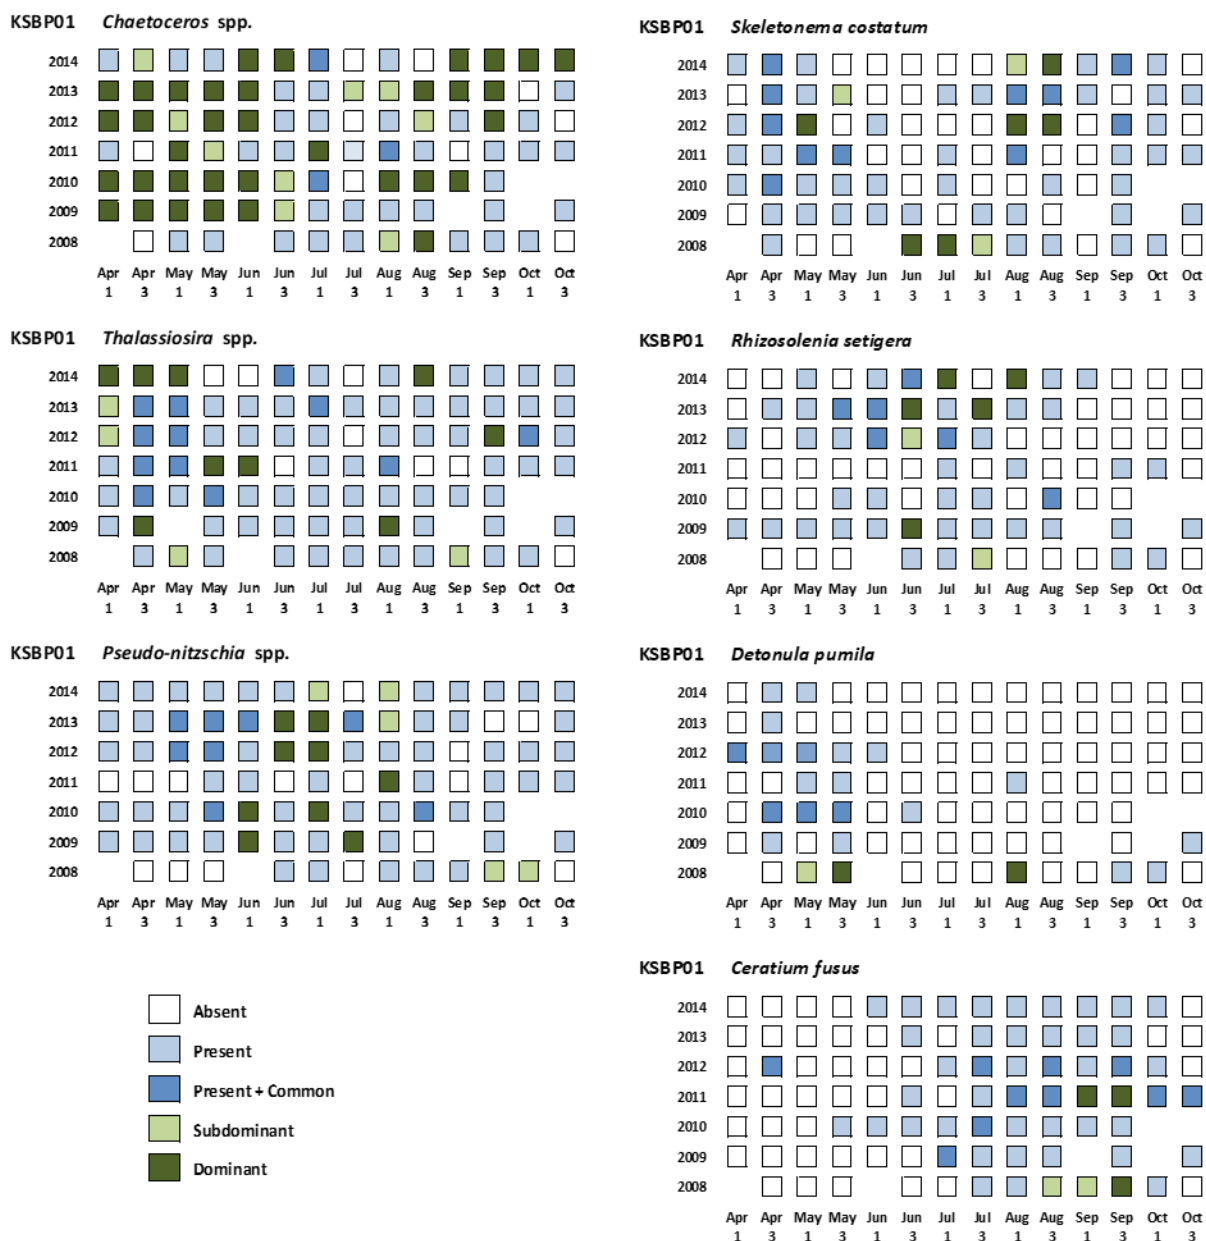 KSBP01 Chaetoceros spp.
2014
2013
2012
2011
2010
2009
2008
Apr Apr May May Jun Jun Jul Jul Aug Aug Sep Sep Oct Oct
1 3 1 3 1 3 1 3 1 3 1 3 1 3
KSBP01 Thalassiosira spp.
2014
2013
2012
2011
2010
2009
2008
Apr Apr May May Jun Jun Jul Jul Aug Aug Sep Sep Oct Oct
1 3 1 3 1 3 1 3 1 3 1 3 1 3
KSBP01 Pseudo-nitzschia spp.
2014
2013
2012
2011
2010
2009
2008
Apr Apr May May Jun Jun Jul Jul Aug Aug Sep Sep Oct Oct
1 3 1 3 1 3 1 3 1 3 1 3 1 3
Absent
Present
Present + Common
Subdominant
Dominant
KSBP01 Skeletonema costatum
2014
2013
2012
2011
2010
2009
2008
Apr Apr May May Jun Jun Jul Jul Aug Aug Sep Sep Oct Oct
1 3 1 3 1 3 1 3 1 3 1 3 1 3
KSBP01 Rhizosolenia setigera
2014
2013
2012
2011
2010
2009
2008
Apr Apr May May Jun Jun Jul Jul Aug Aug Sep Sep Oct Oct
1 3 1 3 1 3 1 3 1 3 1 3 1 3
KSBP01 Detonula pumila
2014
2013
2012
2011
2010
2009
2008
Apr Apr May May Jun Jun Jul Jul Aug Aug Sep Sep Oct Oct
1 3 1 3 1 3 1 3 1 3 1 3 1 3
KSBP01 Ceratium fusus
2014
2013
2012
2011
2010
2009
2008
Apr Apr May May Jun Jun Jul Jul Aug Aug Sep Sep Oct Oct
1 3 1 3 1 3 1 3 1 3 1 3 1 3